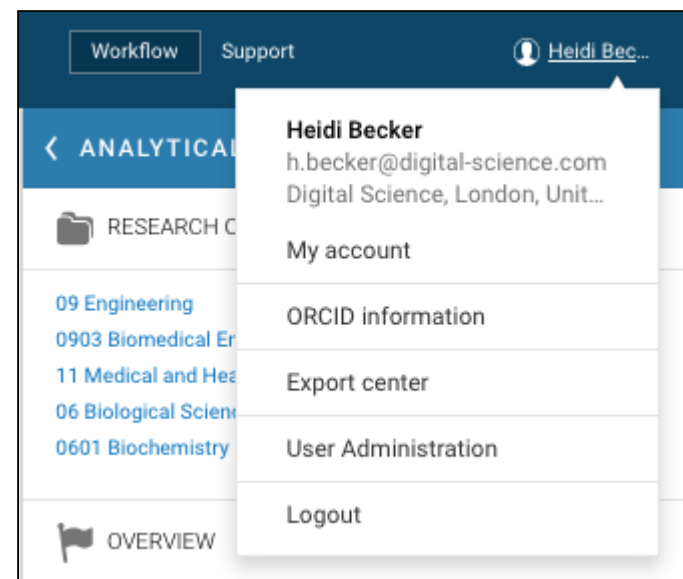 Workflow Support Heidi Bec...
ANALYTICAL
Heidi Becker
h.becker@digital-science.com
Digital Science, London, Unit...
My account
ORCID information
Export center
User Administration
Logout
RESEARCH C
09 Engineering
0903 Biomedical Er
11 Medical and Hea
06 Biological Scien
0601 Biochemistry
OVERVIEW